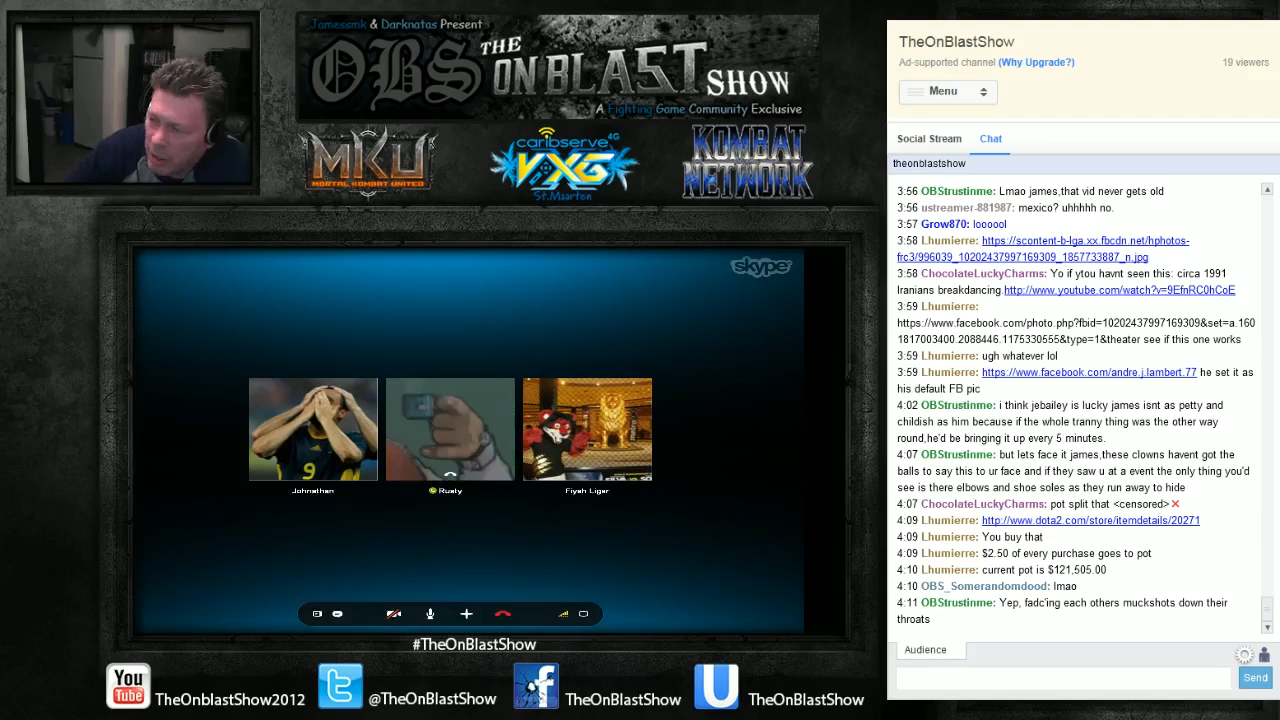 Jamessmk & Darknatas Present
OBS THE ON BLAST SHOW
A Fighting Game Community Exclusive
MKU
MORTAL KOMBAT UNITED
caribserve 4G
VXG
St.Maarten
KOMBAT
NETWORK
skype
9
Johnathan
Rusty
Fiyah Liger
#TheOnBlastShow
You
Tube
TheOnblastShow2012
@TheOnBlastShow
TheOnBlastShow
TheOnBlastShow
TheOnBlastShow
Ad-supported channel (Why Upgrade?)
19 viewers
Menu
Social Stream
Chat
theonblastshow
3:56 OBStrustinme: Lmao james,that vid never gets old
3:56 ustreamer-881987: mexico? uhhhhh no.
3:57 Grow870: loooool
3:58 Lhumierre: https://scontent-b-lga.xx.fbcdn.net/hphotos-
frc3/996039_10202437997169309_1857733887_n.jpg
3:58 ChocolateLuckyCharms: Yo if ytou havnt seen this: circa 1991
Iranians breakdancing.http://www.youtube.com/watch?v=9EfnRC0hCoE
3:59 Lhumierre:
https://www.facebook.com/photo.php?fbid=10202437997169309&set=a.160
1817003400.2088446.1175330555&type=1&theater see if this one works
3:59 Lhumierre: ugh whatever lol
3:59 Lhumierre: https://www.facebook.com/andre.j.lambert.77 he set it as
his default FB pic
4:02 OBStrustinme: i think jebailey is lucky james isnt as petty and
childish as him because if the whole tranny thing was the other way
round,he'd be bringing it up every 5 minutes.
4:07 OBStrustinme: but lets face it james,these clowns havent got the
balls to say this to ur face and if they saw u at a event the only thing you'd
see is there elbows and shoe soles as they run away to hide
4:07 ChocolateLuckyCharms: pot split that <censored>
4:09 Lhumierre: http://www.dota2.com/store/itemdetails/20271
4:09 Lhumierre: You buy that
4:09 Lhumierre: $2.50 of every purchase goes to pot
4:10 Lhumierre: current pot is $121,505.00
4:10 OBS_Somerandomdood: lmao
4:11 OBStrustinme: Yep, fadc'ing each others muckshots down their
throats
Audience
Send